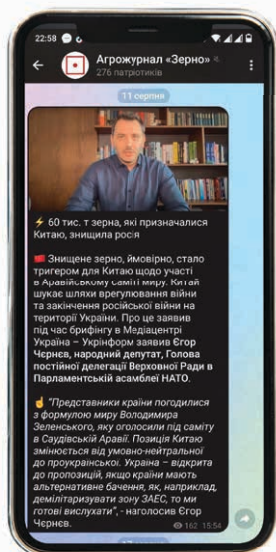 22:58
Агрожурнал «Зерно»
276 патріотиків
11 серпня
⚡ 60 тис. т зерна, які призначалися
Китаю, знищила росія
🟥 Знищене зерно, ймовірно, стало
тригером для Китаю щодо участі
в Аравійському саміті миру. Китай
шукає шляхи врегулювання війни
та закінчення російської війни на
території України. Про це заявив
під час брифінгу в Медіацентрі
Україна – Укрінформ заявив Єгор
Чєрнєв, народний депутат, Голова
постійної делегації Верховної Ради в
Парламентській асамблеї НАТО.
☝ "Представники країни погодилися
з формулою миру Володимира
Зеленського, яку оголосили під саміту
в Саудівській Аравії. Позиція Китаю
змінюється від умовно-нейтральної
до проукраїнської. Україна – відкрита
до пропозицій, якщо країни мають
альтернативне бачення, як, наприклад,
демілітаризувати зону ЗАЕС, то ми
готові вислухати", - наголосив Єгор
Чєрнєв.
162 15:54